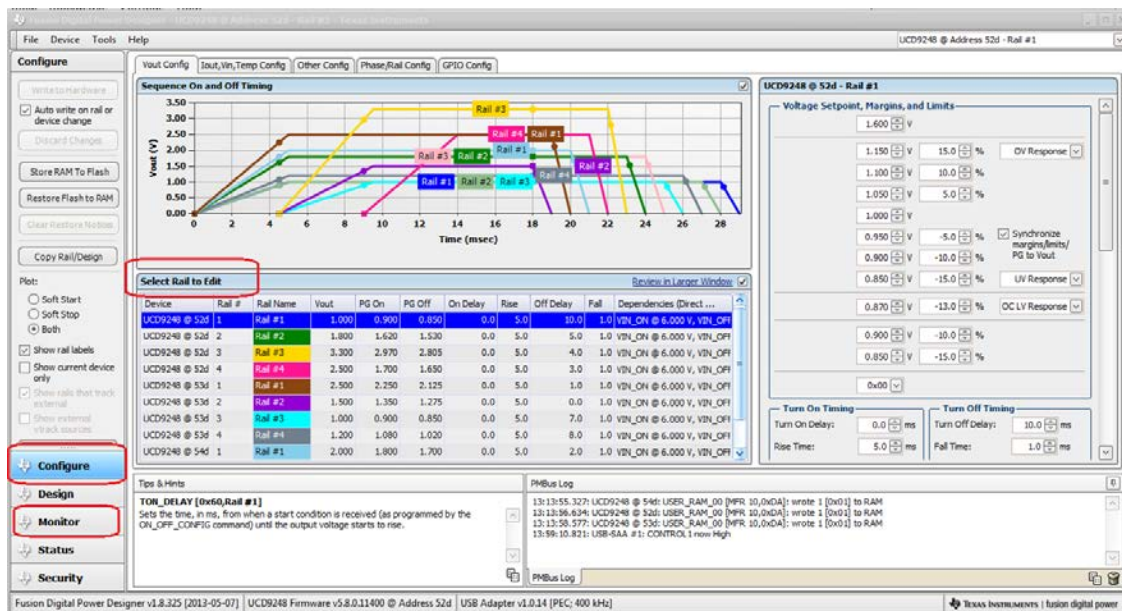 Fusion Digital Power Designer - UCD9248 @ Address 52d - Rail #1 - Texas Instruments
File Device Tools Help
UCD9248 @ Address 52d - Rail #1
Configure
Write to Hardware
Auto write on rail or
device change
Discard Changes
Store RAM To Flash
Restore Flash to RAM
Clear Restore Notices
Copy Rail/Design
Plot:
Soft Start
Soft Stop
Both
Show rail labels
Show current device
only
Show rails that track
external
Show external
vtrack sources
Configure
Design
Monitor
Status
Security
Vout Config
Iout,Vin,Temp Config
Other Config
Phase/Rail Config
GPIO Config
Sequence On and Off Timing
Vout (V)
3.50
3.00
2.50
2.00
1.50
1.00
0.50
0.00
Rail #3
Rail #4 Rail #1
Rail #3 Rail #2 Rail #1
Rail #2
Rail #4
Rail #1 Rail #2 Rail #3
0 2 4 6 8 10 12 14 16 18 20 22 24 26 28
Time (msec)
Select Rail to Edit
Review in Larger Window
Device Rail # Rail Name Vout PG On PG Off On Delay Rise Off Delay Fall Dependencies (Direct ...
UCD9248 @ 52d 1 Rail #1 1.000 0.900 0.850 0.0 5.0 10.0 1.0 VIN_ON @ 6.000 V, VIN_OFF
UCD9248 @ 52d 2 Rail #2 1.800 1.620 1.530 0.0 5.0 5.0 1.0 VIN_ON @ 6.000 V, VIN_OFF
UCD9248 @ 52d 3 Rail #3 3.300 2.970 2.805 0.0 5.0 4.0 1.0 VIN_ON @ 6.000 V, VIN_OFF
UCD9248 @ 52d 4 Rail #4 2.500 1.700 1.650 0.0 5.0 3.0 1.0 VIN_ON @ 6.000 V, VIN_OFF
UCD9248 @ 53d 1 Rail #1 2.500 2.250 2.125 0.0 5.0 1.0 1.0 VIN_ON @ 6.000 V, VIN_OFF
UCD9248 @ 53d 2 Rail #2 1.500 1.350 1.275 0.0 5.0 0.0 1.0 VIN_ON @ 6.000 V, VIN_OFF
UCD9248 @ 53d 3 Rail #3 1.000 0.900 0.850 0.0 5.0 7.0 1.0 VIN_ON @ 6.000 V, VIN_OFF
UCD9248 @ 53d 4 Rail #4 1.200 1.080 1.020 0.0 5.0 8.0 1.0 VIN_ON @ 6.000 V, VIN_OFF
UCD9248 @ 54d 1 Rail #1 2.000 1.800 1.700 0.0 5.0 2.0 1.0 VIN_ON @ 6.000 V, VIN_OFF
UCD9248 @ 52d - Rail #1
Voltage Setpoint, Margins, and Limits
1.600 V
1.150 V 15.0 % OV Response
1.100 V 10.0 %
1.050 V 5.0 %
1.000 V
0.950 V -5.0 % Synchronize
margins/limits/
PG to Vout
0.900 V -10.0 %
0.850 V -15.0 % UV Response
0.870 V -13.0 % OC LV Response
0.900 V -10.0 %
0.850 V -15.0 %
0x00
Turn On Timing
Turn On Delay: 0.0 ms
Rise Time: 5.0 ms
Turn Off Timing
Turn Off Delay: 10.0 ms
Fall Time: 1.0 ms
Tips & Hints
TON_DELAY [0x60,Rail #1]
Sets the time, in ms, from when a start condition is received (as programmed by the
ON_OFF_CONFIG command) until the output voltage starts to rise.
PMBus Log
13:13:55.327: UCD9248 @ 54d: USER_RAM_00 [MFR 10,0xDA]: wrote 1 [0x01] to RAM
13:13:56.634: UCD9248 @ 52d: USER_RAM_00 [MFR 10,0xDA]: wrote 1 [0x01] to RAM
13:13:58.577: UCD9248 @ 53d: USER_RAM_00 [MFR 10,0xDA]: wrote 1 [0x01] to RAM
13:59:10.821: USB-SAA #1: CONTROL1 now High
PMBus Log
Fusion Digital Power Designer v1.8.325 [2013-05-07]
UCD9248 Firmware v5.8.0.11400 @ Address 52d
USB Adapter v1.0.14 [PEC; 400 kHz]
TEXAS INSTRUMENTS | fusion digital power